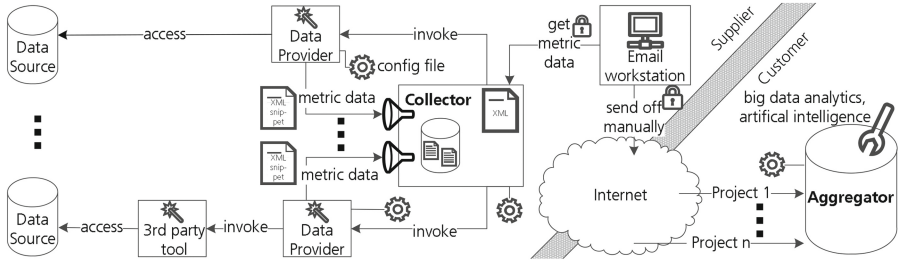 Data
Source
access
Data
Provider
invoke
config file
get
metric
data
Email
workstation
Supplier
Customer
XML
snip-
pet
metric data
Collector
XML
send off
manually
big data analytics,
artifical intelligence
XML
snip-
pet
metric data
Internet
Project 1
Aggregator
Data
Source
access
3rd party
tool
invoke
Data
Provider
invoke
Project n